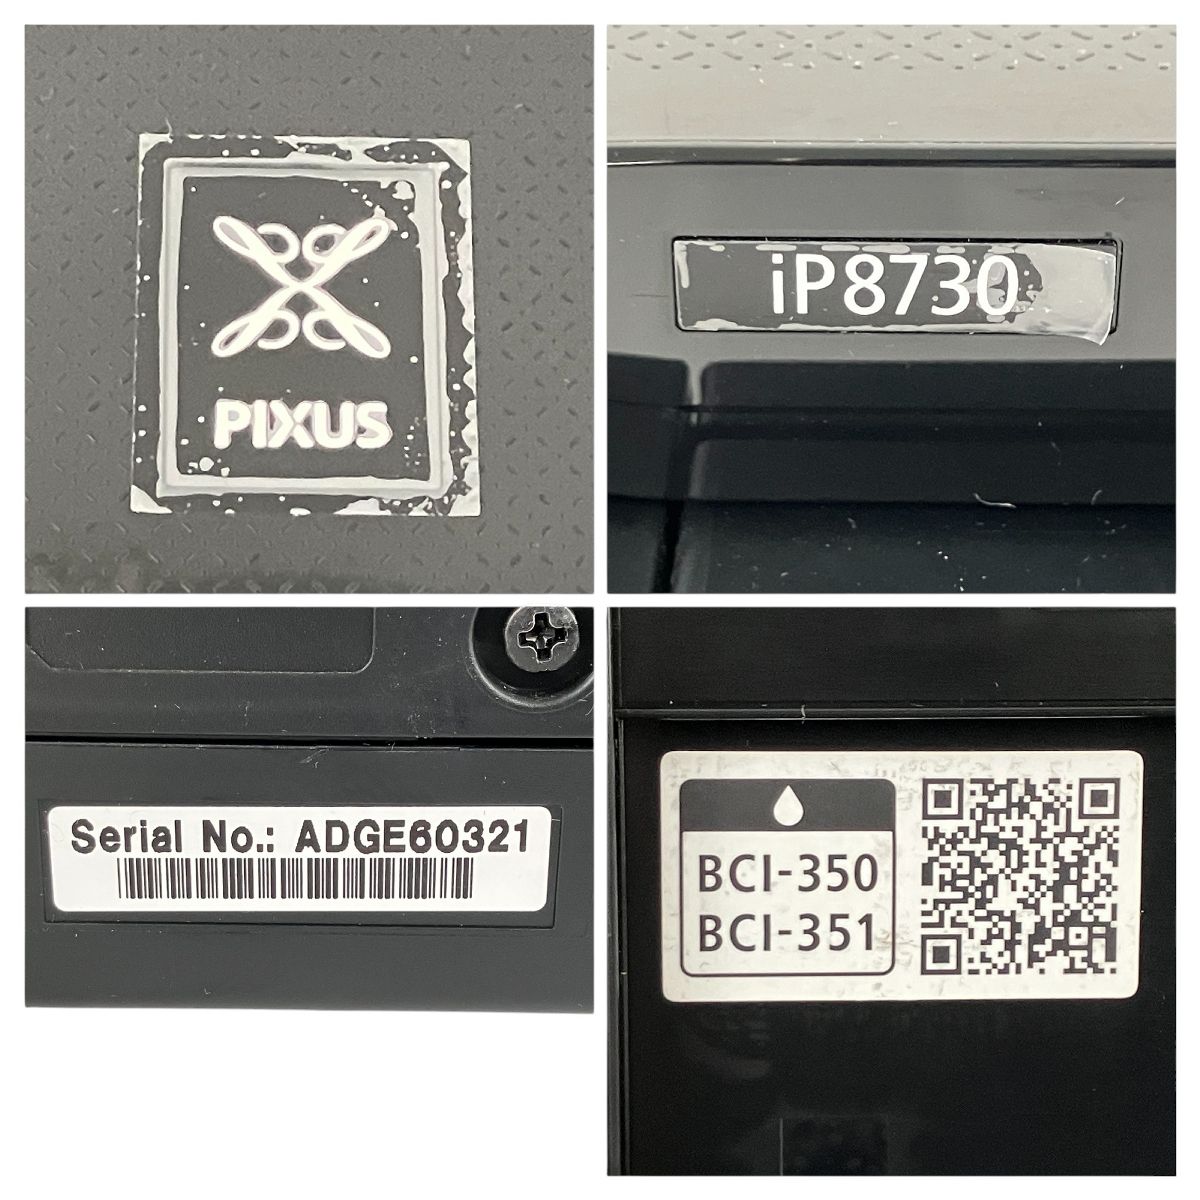 PIXUS
iP8730
Serial No.: ADGE60321
BCI-350
BCI-351